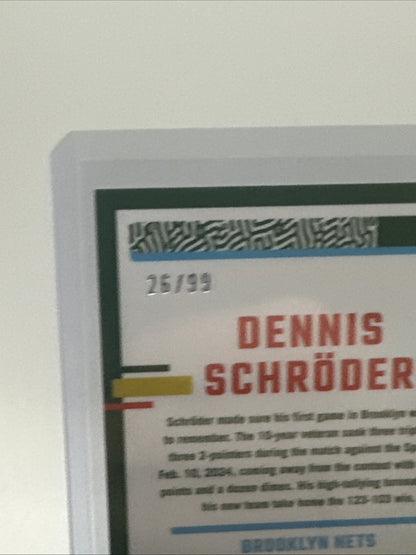 26/99
DENNIS
SCHRÖDER
Schröder made sure his first game in Brooklyn
to remember. The 10-year veteran sank three
three 3-pointers during the match against the
Feb. 10, 2024, coming away from the contest with
points and a dozen dimes. His high-tallying
his new team take home the 123-103 win.
BROOKLYN NETS